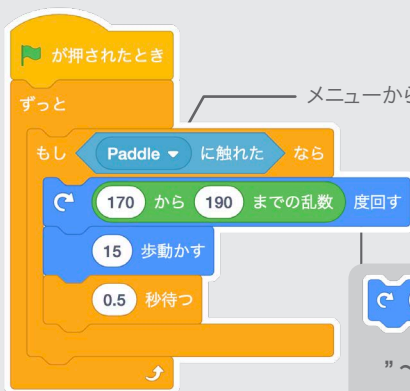 が押されたとき
ずっと
メニューから
もし Paddle に触れた なら
170 から 190 までの乱数 度回す
15 歩動かす
0.5 秒待つ
"~